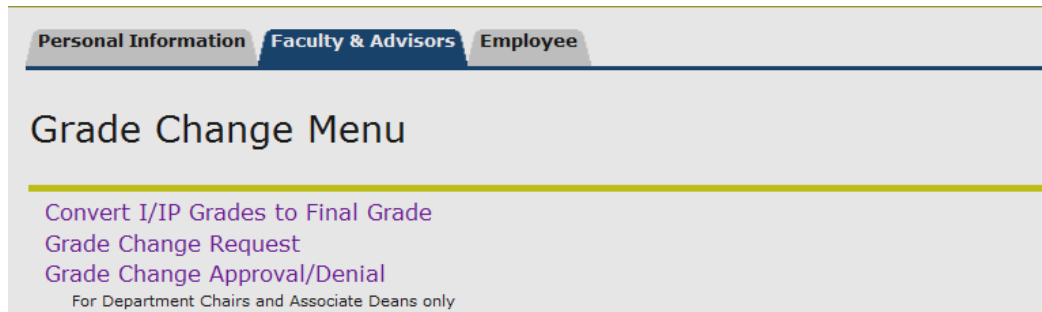 Personal Information Faculty & Advisors Employee
Grade Change Menu
Convert I/IP Grades to Final Grade
Grade Change Request
Grade Change Approval/Denial
For Department Chairs and Associate Deans only